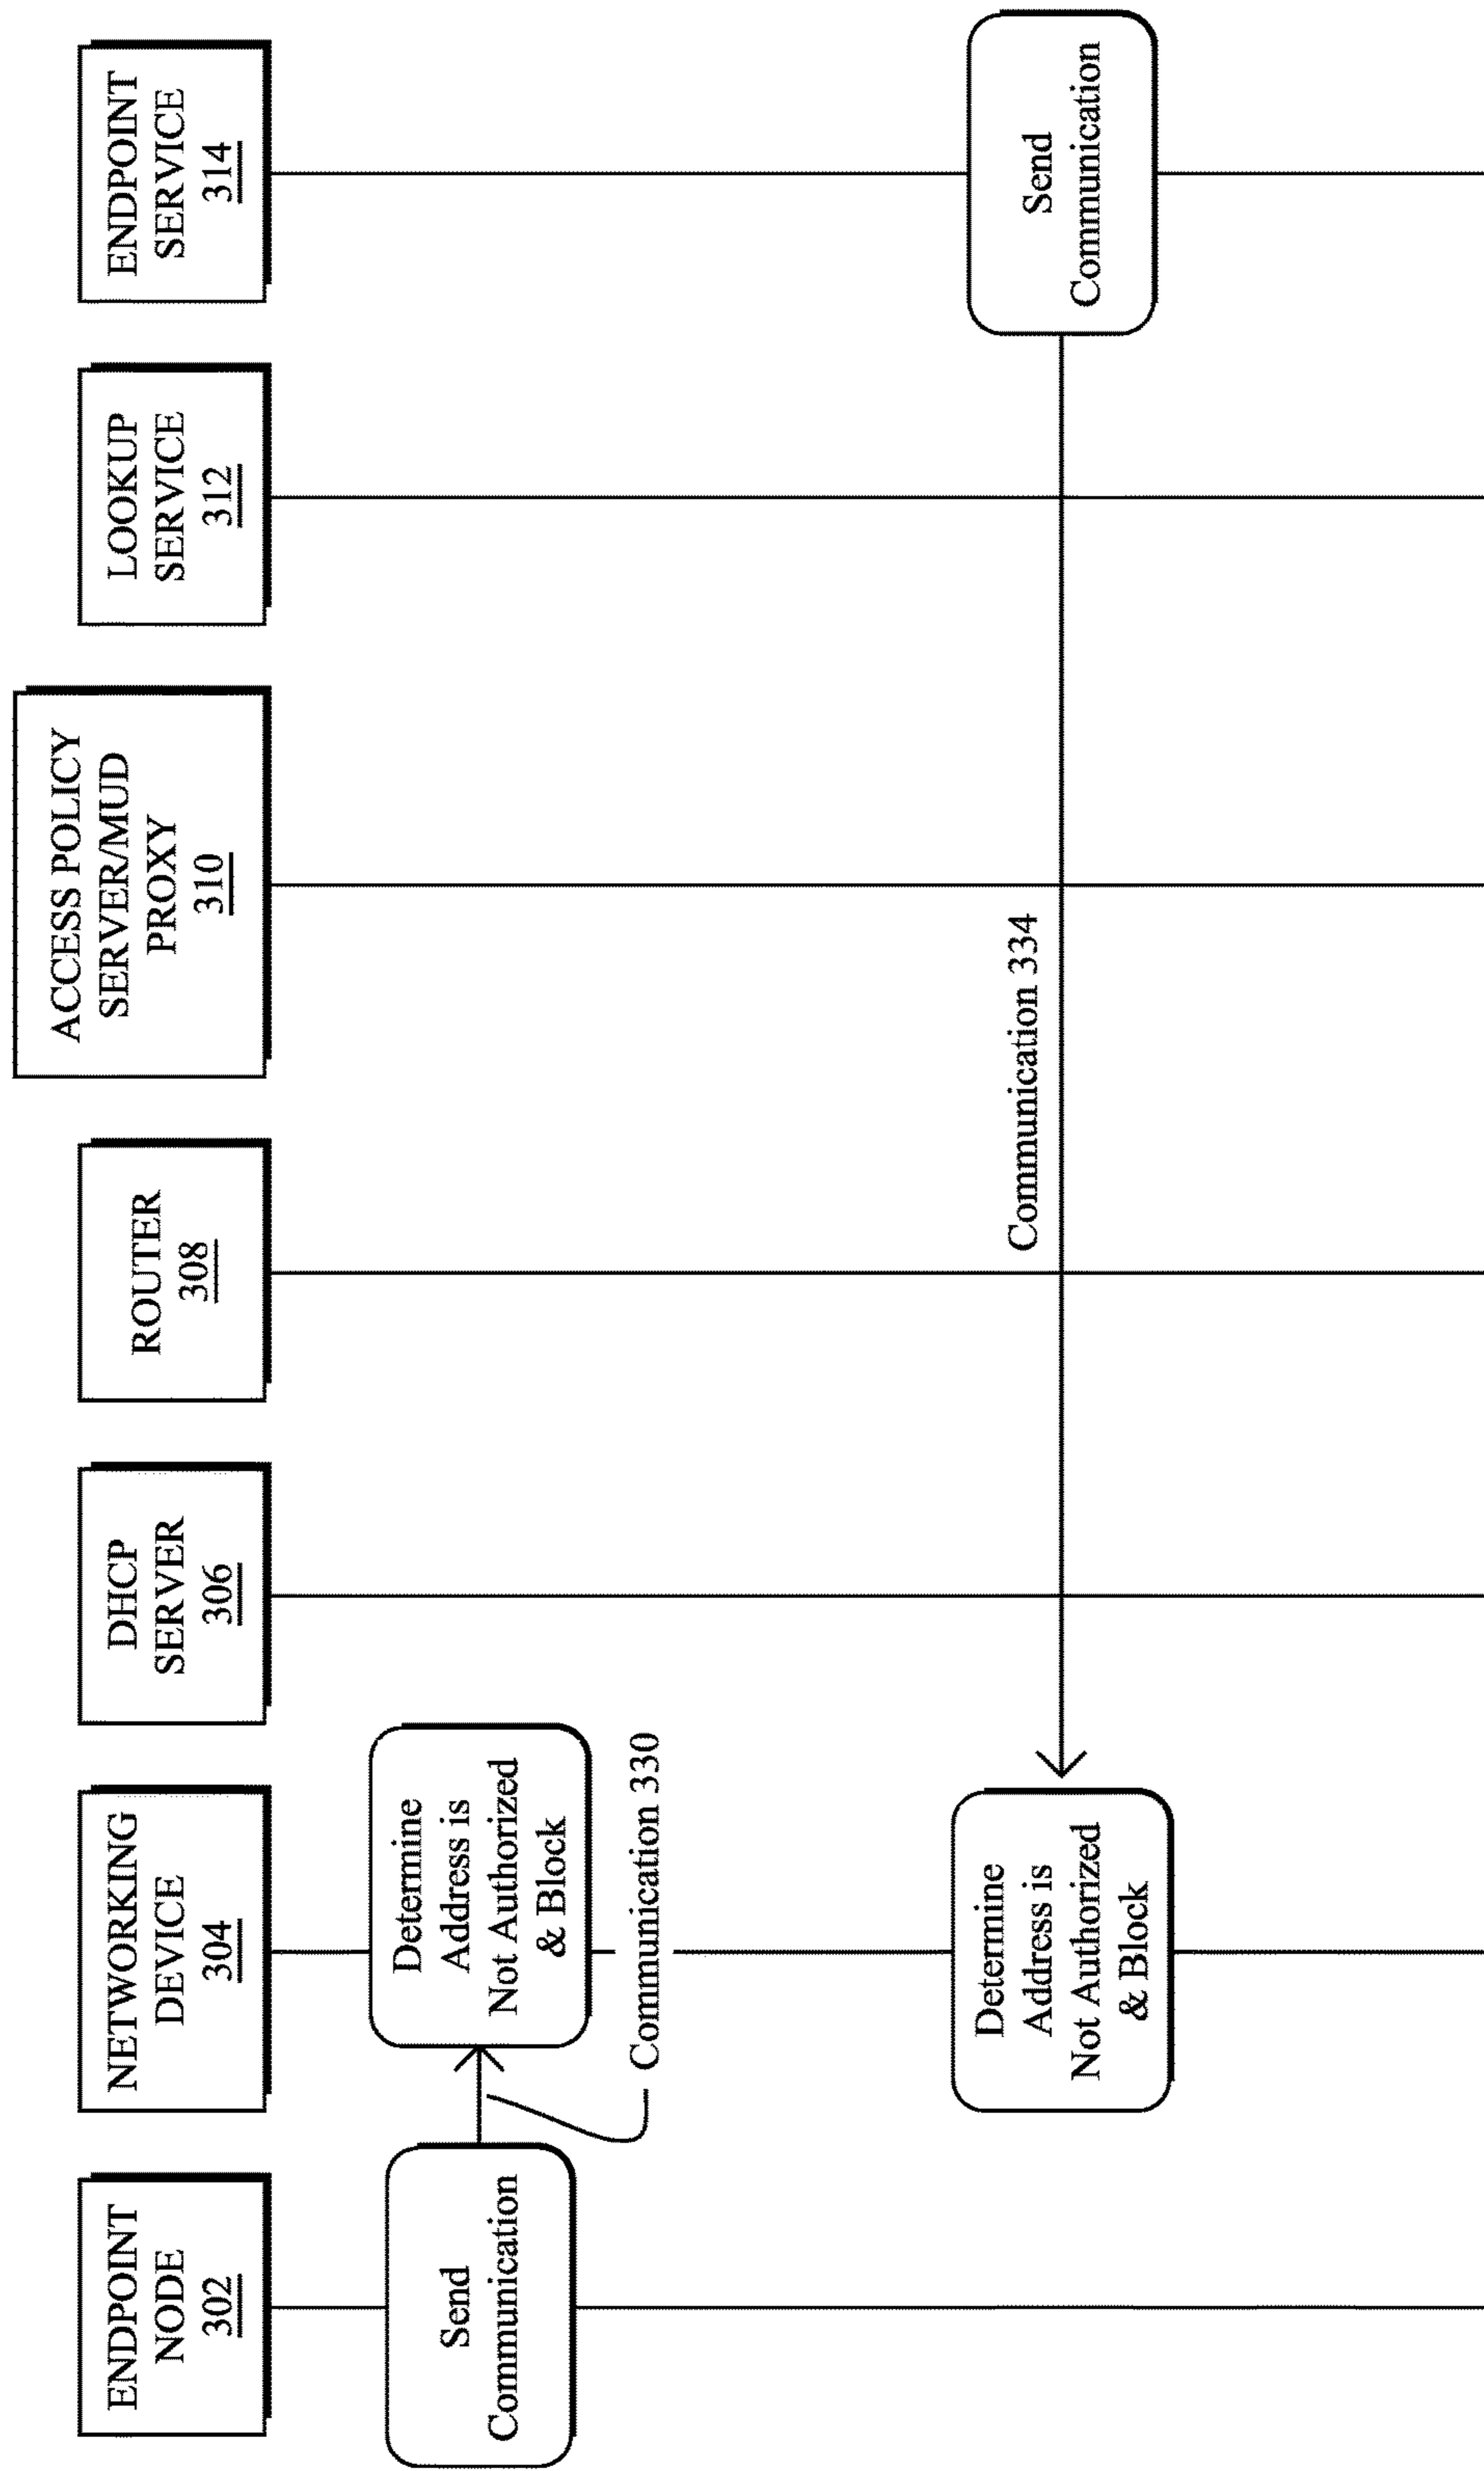 ENDPOINT
NODE
302
NETWORKING
DEVICE
304
DHCP
SERVER
306
ROUTER
308
ACCESS POLICY
SERVER/MUD
PROXY
310
LOOKUP
SERVICE
312
ENDPOINT
SERVICE
314
Send
Communication
Determine
Address is
Not Authorized
& Block
Communication 330
Determine
Address is
Not Authorized
& Block
Communication 334
Send
Communication